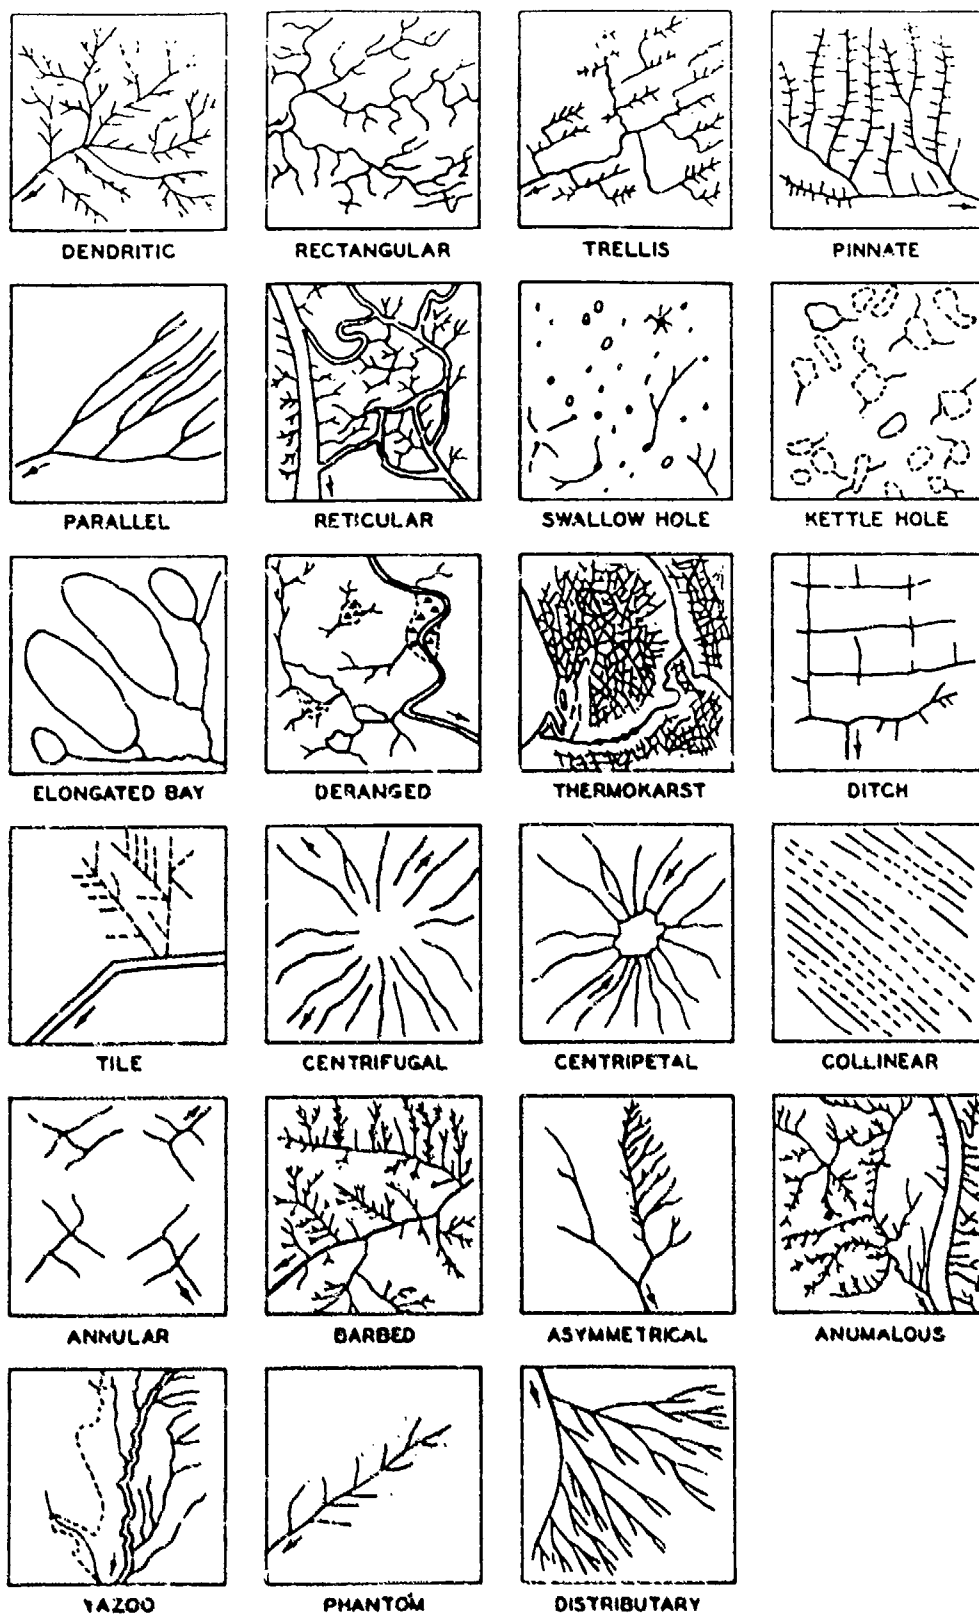 DENDRITIC RECTANGULAR TRELLIS PINNATE
PARALLEL RETICULAR SWALLOW HOLE KETTLE HOLE
ELONGATED BAY DERANGED THERMOKARST DITCH
TILE CENTRIFUGAL CENTRIPETAL COLLINEAR
ANNULAR BARBED ASYMMETRICAL ANUMALOUS
YAZOO PHANTOM DISTRIBUTARY